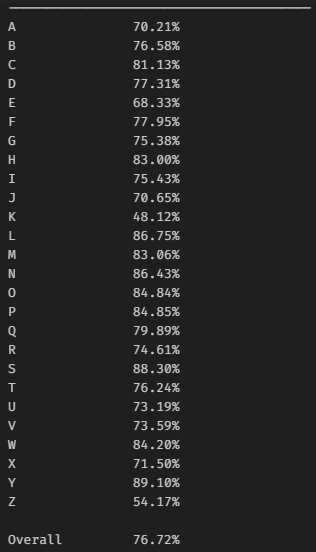 A 70.21%
B 76.58%
C 81.13%
D 77.31%
E 68.33%
F 77.95%
G 75.38%
H 83.00%
I 75.43%
J 70.65%
K 48.12%
L 86.75%
M 83.06%
N 86.43%
O 84.84%
P 84.85%
Q 79.89%
R 74.61%
S 88.30%
T 76.24%
U 73.19%
V 73.59%
W 84.20%
X 71.50%
Y 89.10%
Z 54.17%
Overall 76.72%